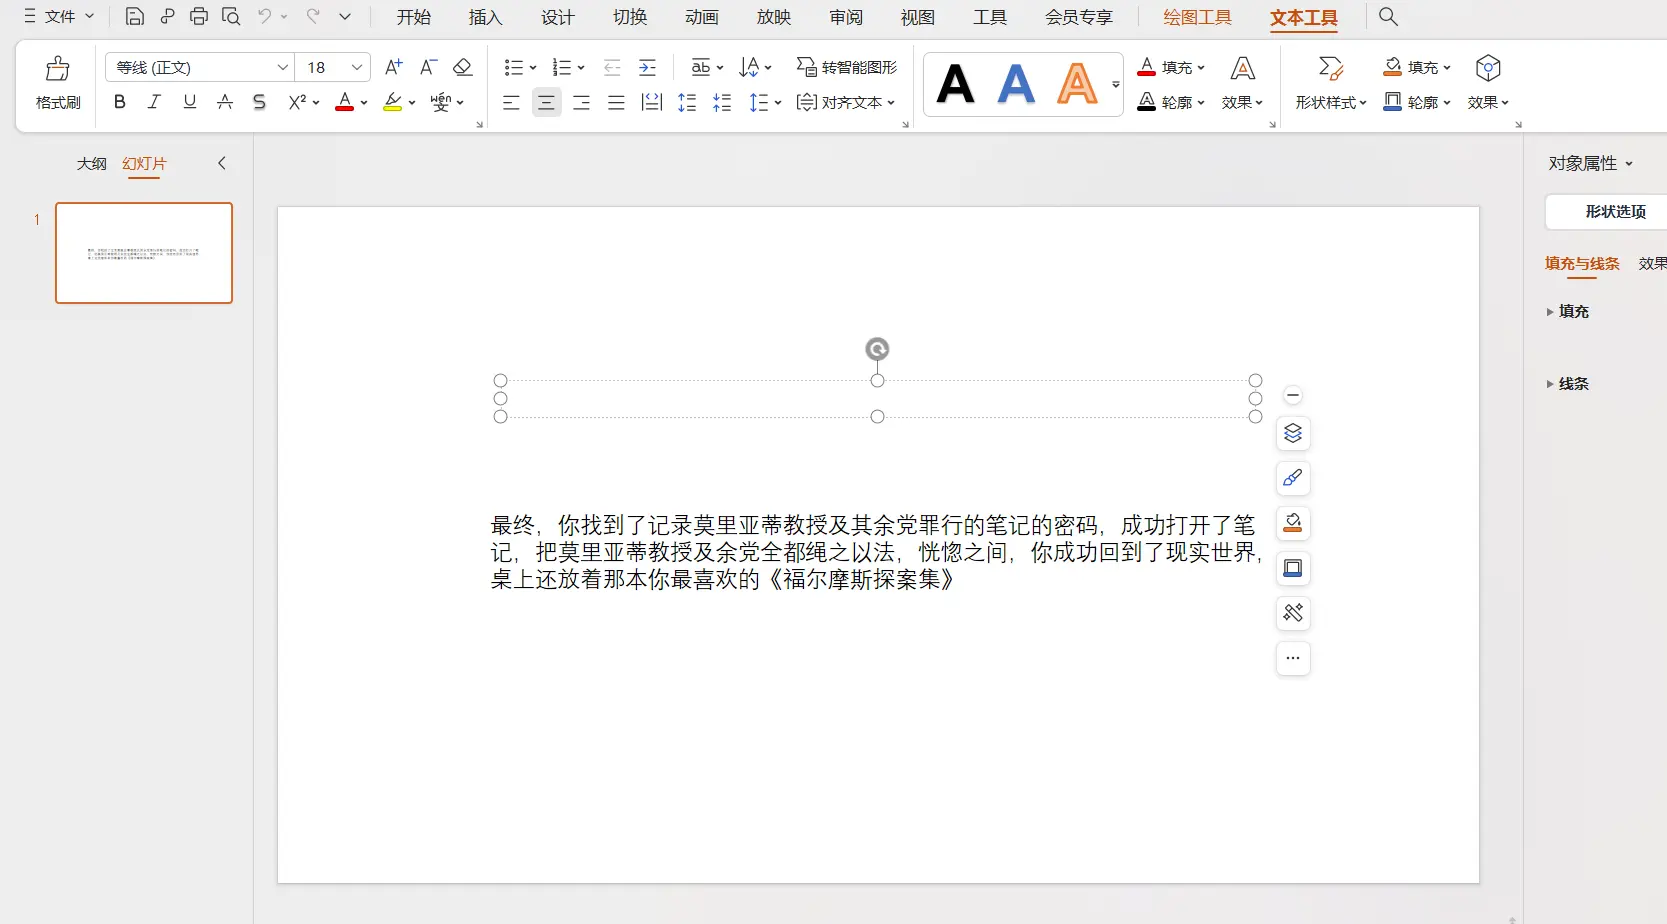 文件
开始 插入 设计 切换 动画 放映 审阅 视图 工具 会员专享 绘图工具 文本工具
格式刷
等线 (正文) 18 A+ A-
B I U A S X² A wén 变
ab A 转智能图形
对齐文本
A A A
A 填充
A 轮廓
A 效果
形状样式
填充
轮廓
效果
大纲 幻灯片
1
最终，你找到了记录莫里亚蒂教授及其余党罪行的笔记的密码，成功打开了笔
记，把莫里亚蒂教授及余党全都绳之以法，恍惚之间，你成功回到了现实世界，
桌上还放着那本你最喜欢的《福尔摩斯探案集》
对象属性
形状选项
填充与线条 效果
填充
线条